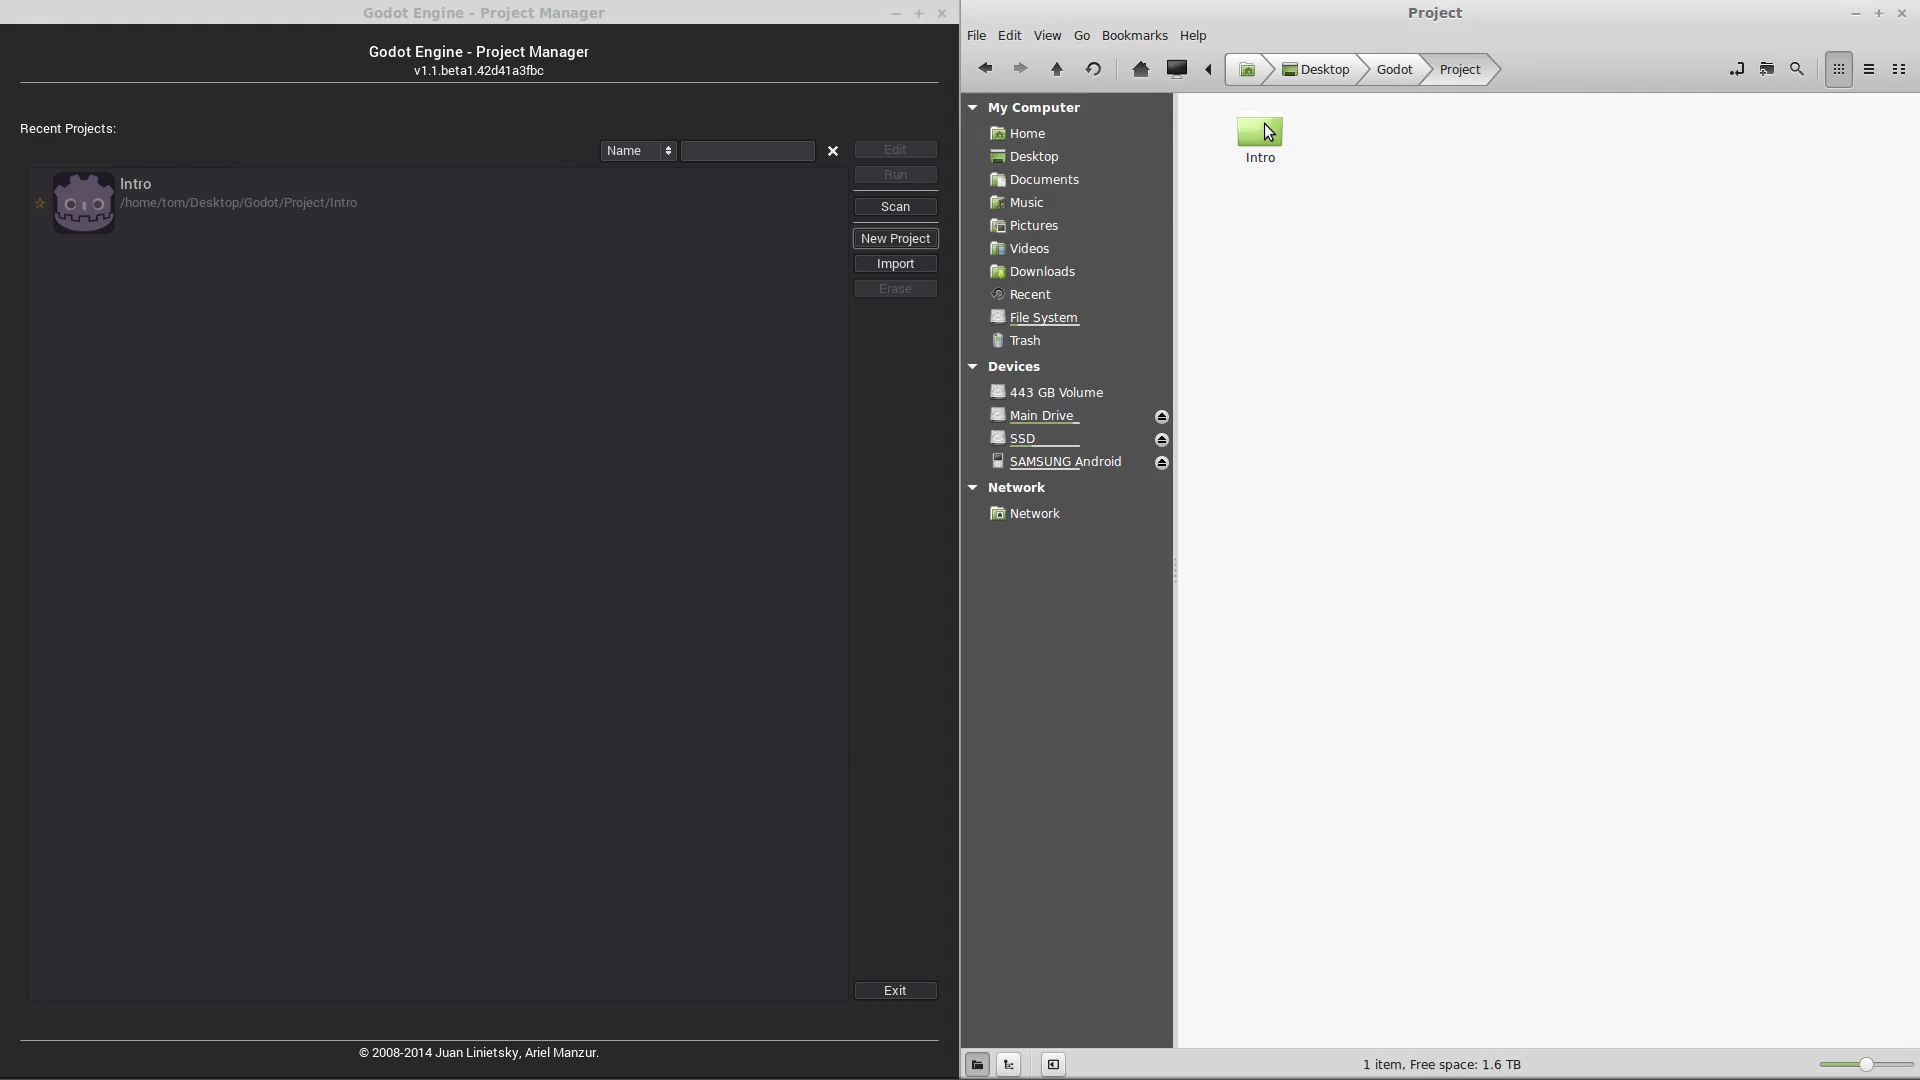 Godot Engine - Project Manager
Godot Engine - Project Manager
v1.1.beta1.42d41a3fbc
Recent Projects:
Name
Edit
Run
Scan
New Project
Import
Erase
Intro
/home/tom/Desktop/Godot/Project/Intro
Exit
© 2008-2014 Juan Linietsky, Ariel Manzur.
Project
File Edit View Go Bookmarks Help
Desktop Godot Project
My Computer
Home
Desktop
Documents
Music
Pictures
Videos
Downloads
Recent
File System
Trash
Devices
443 GB Volume
Main Drive
SSD
SAMSUNG Android
Network
Network
Intro
1 item, Free space: 1.6 TB